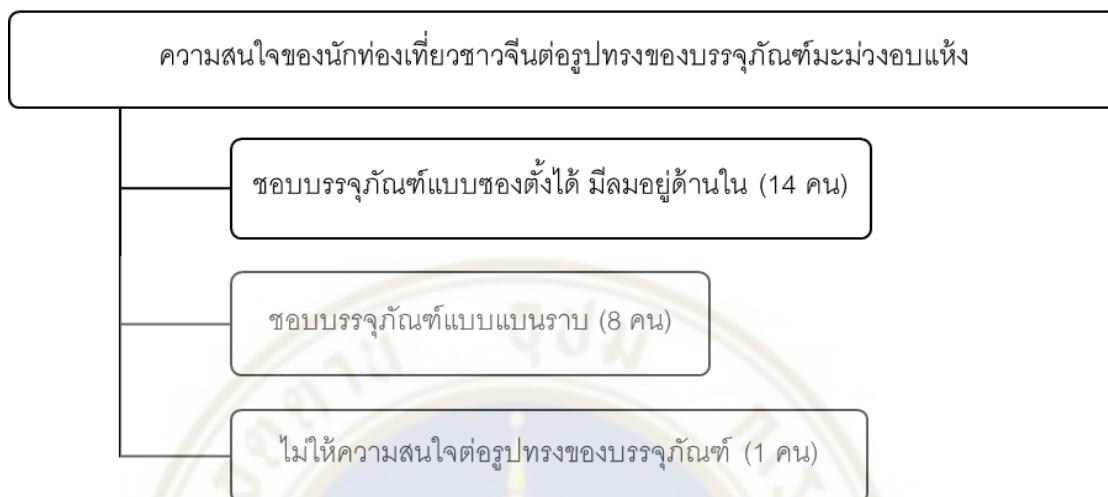 ความสนใจของนักท่องเที่ยวชาวจีนต่อรูปทรงของบรรจุภัณฑ์มะม่วงอบแห้ง
ชอบบรรจุภัณฑ์แบบซองตั้งได้ มีลมอยู่ด้านใน (14 คน)
ชอบบรรจุภัณฑ์แบบแบนราบ (8 คน)
ไม่ให้ความสนใจต่อรูปทรงของบรรจุภัณฑ์ (1 คน)